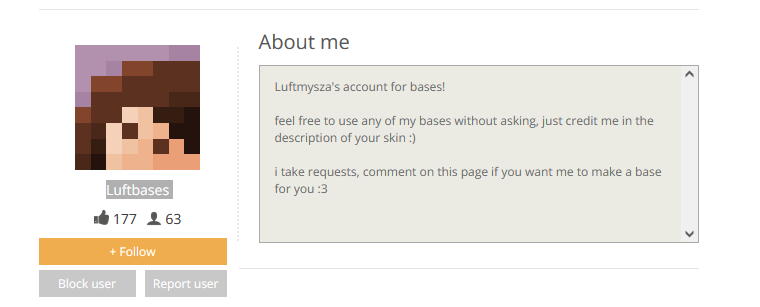 About me
Luftmysza's account for bases!
feel free to use any of my bases without asking, just credit me in the
description of your skin :)
i take requests, comment on this page if you want me to make a base
for you :3
Luftbases
177 63
+ Follow
Block user Report user